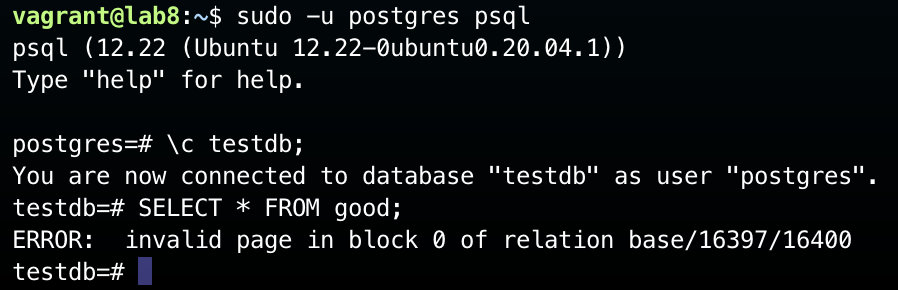 vagrant@lab8:~$ sudo -u postgres psql
psql (12.22 (Ubuntu 12.22-0ubuntu0.20.04.1))
Type "help" for help.
postgres=# \c testdb;
You are now connected to database "testdb" as user "postgres".
testdb=# SELECT * FROM good;
ERROR:  invalid page in block 0 of relation base/16397/16400
testdb=#